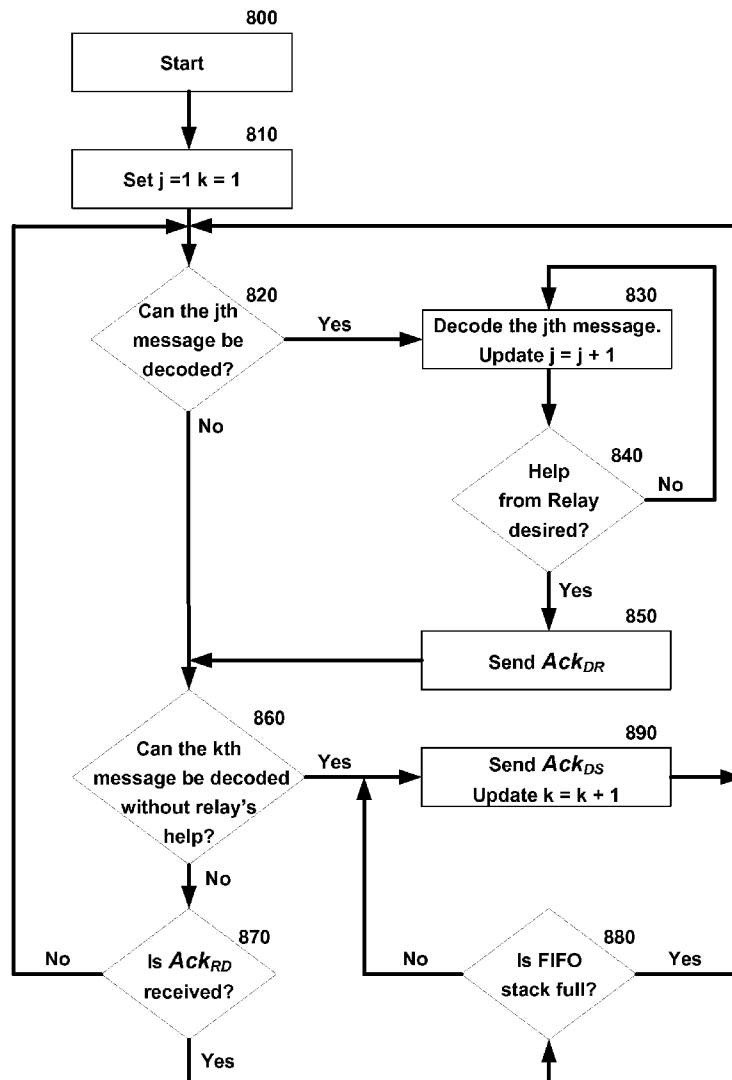 800
Start
810
Set j =1 k = 1
820
Can the jth
message be
decoded?
Yes
No
830
Decode the jth message.
Update j = j + 1
840
Help
from Relay
desired?
No
Yes
850
Send AckDR
860
Can the kth
message be decoded
without relay's
help?
Yes
No
890
Send AckDS
Update k = k + 1
870
Is AckRD
received?
No
Yes
880
Is FIFO
stack full?
No
Yes